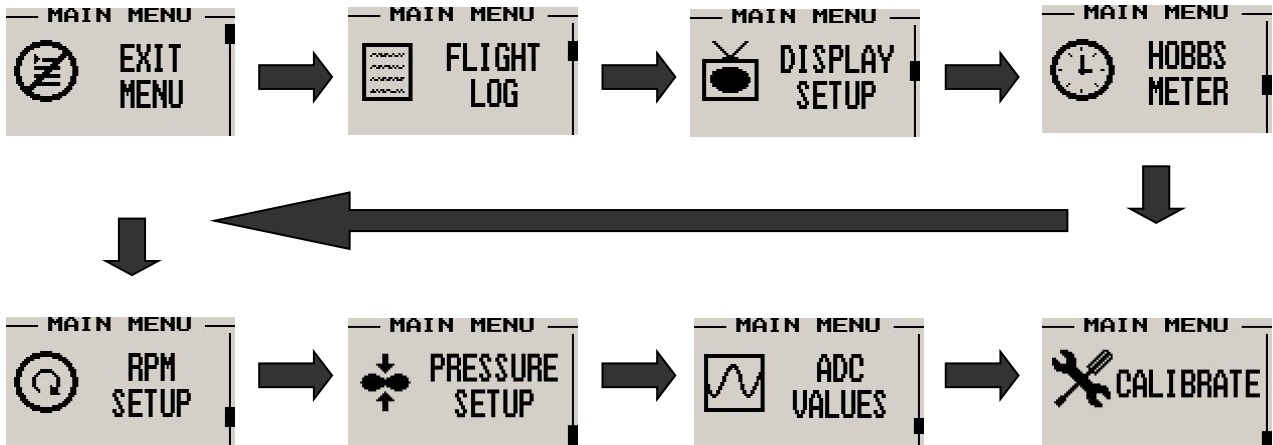 MAIN MENU
EXIT
MENU
MAIN MENU
FLIGHT
LOG
MAIN MENU
DISPLAY
SETUP
MAIN MENU
HOBBS
METER
MAIN MENU
RPM
SETUP
MAIN MENU
PRESSURE
SETUP
MAIN MENU
ADC
VALUES
MAIN MENU
CALIBRATE